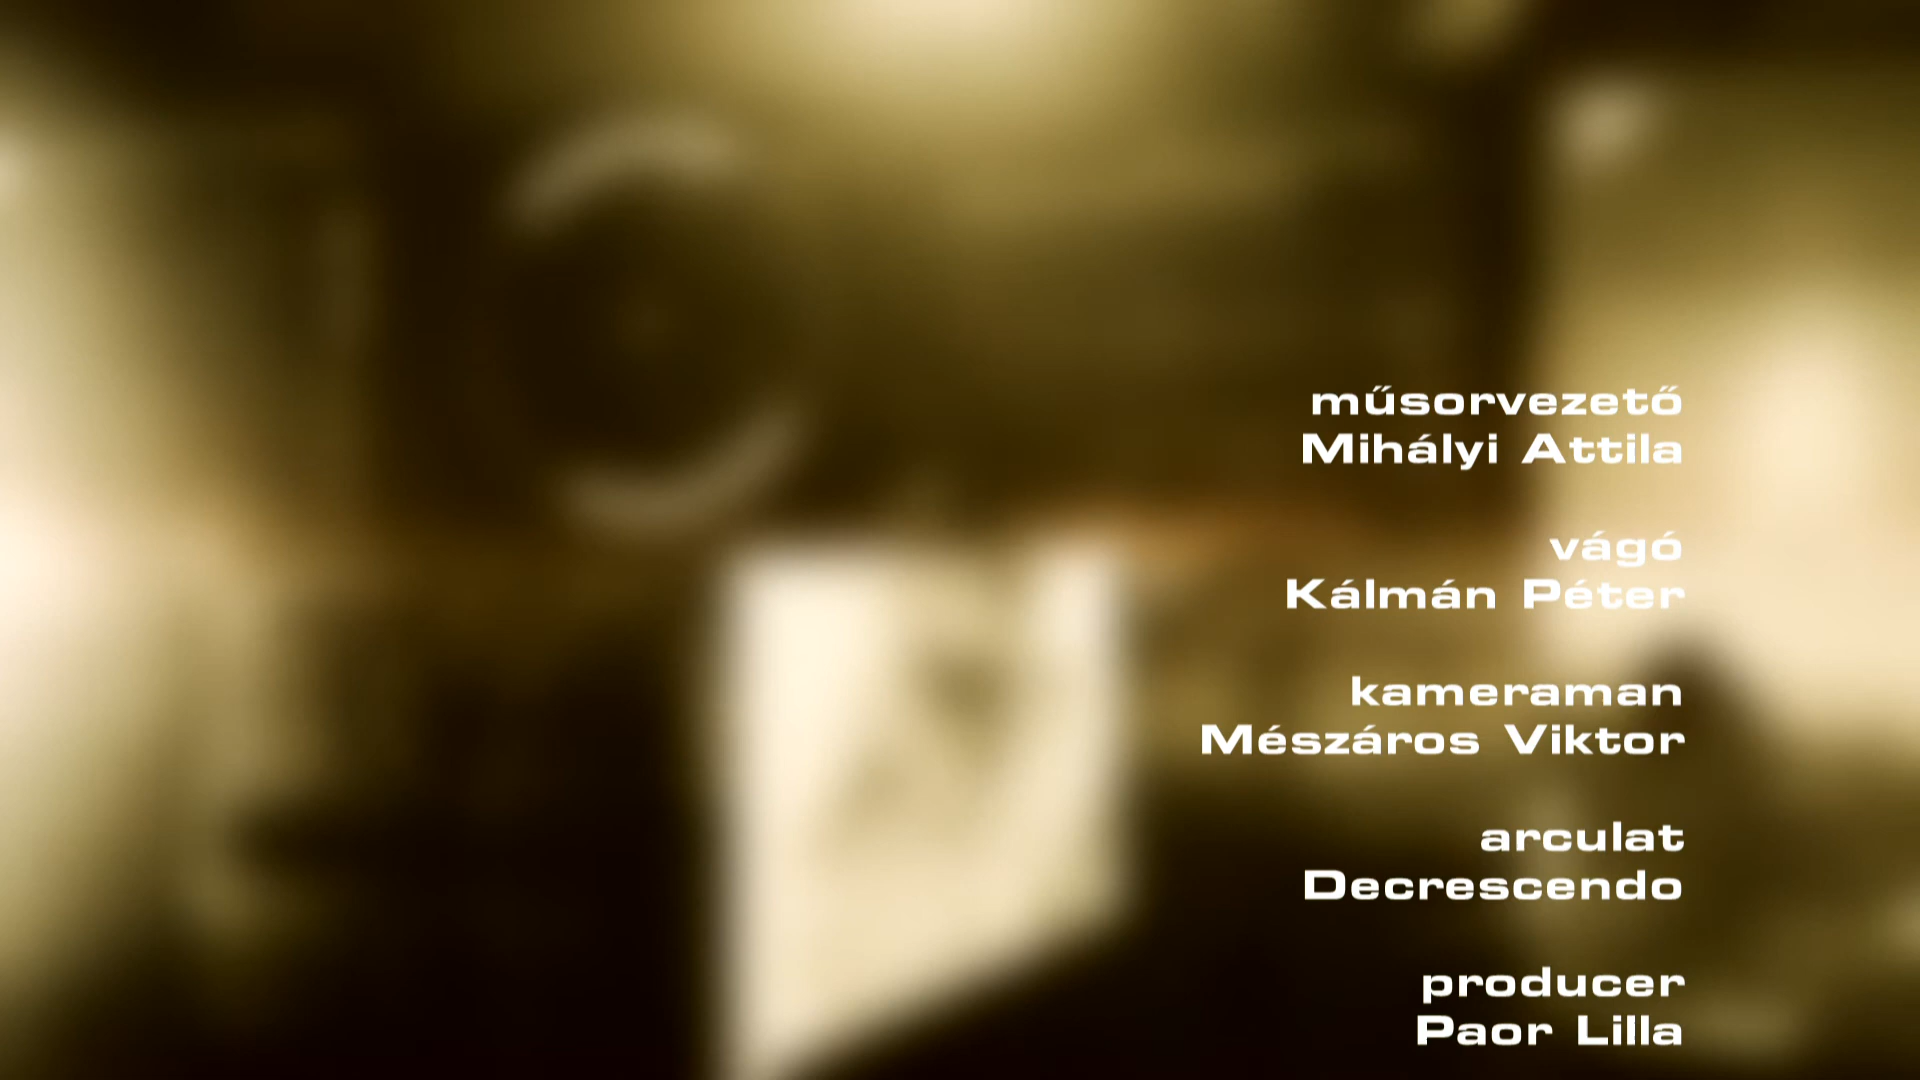 műsorvezető
Mihályi Attila
vágó
Kálmán Péter
kameraman
Mészáros Viktor
arculat
Decrescendo
producer
Paor Lilla